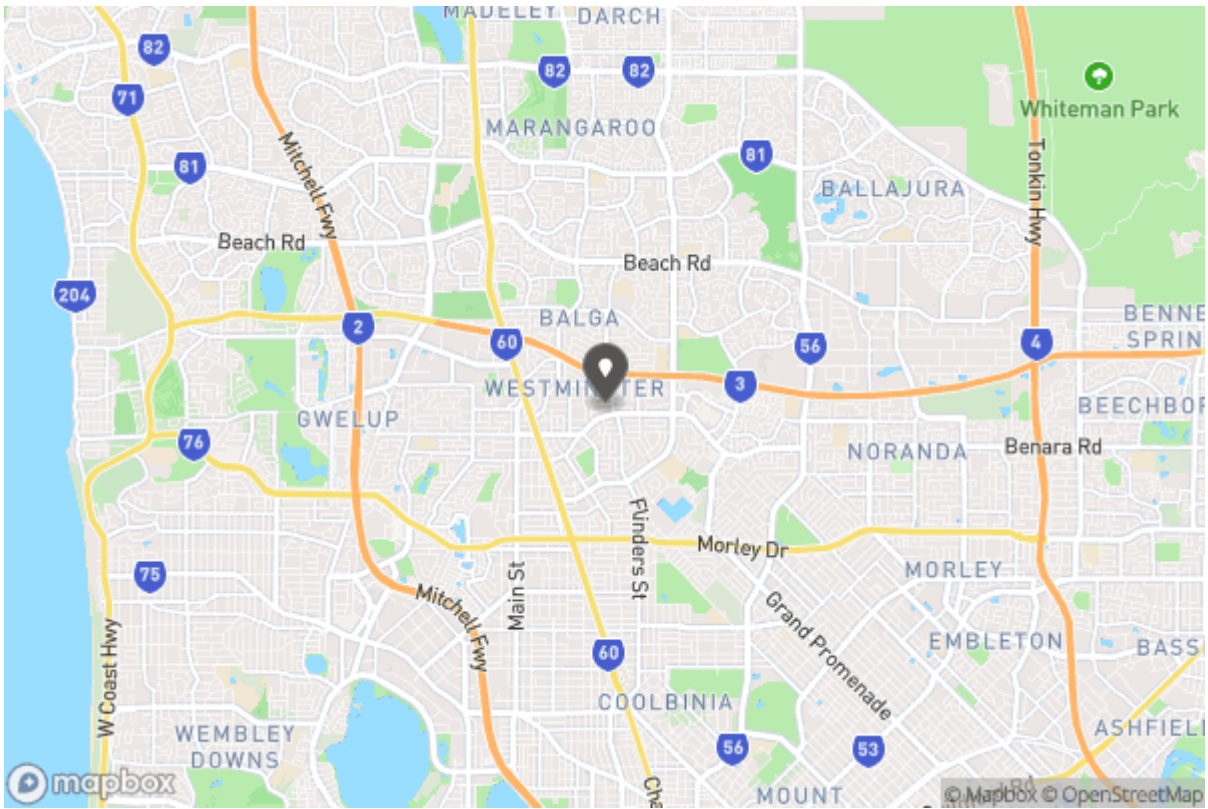 MADELEY
DARCH
82
82
82
71
Whiteman Park
MARANGAROO
81
81
BALLAJURA
Mitchell Fwy
Tonkin Hwy
Beach Rd
Beach Rd
204
BALGA
2
60
56
4
BENNE
SPRIN
3
WESTMINSTER
GWELUP
BEECHBOR
76
NORANDA
Benara Rd
Flinders St
Morley Dr
75
Main St
MORLEY
Mitchell Fwy
Grand Promenade
EMBLETON
BASS
W Coast Hwy
60
COOLBINIA
WEMBLEY
DOWNS
56
53
ASHFIEL
MOUNT
Cha
Rd
mapbox
© Mapbox © OpenStreetMap